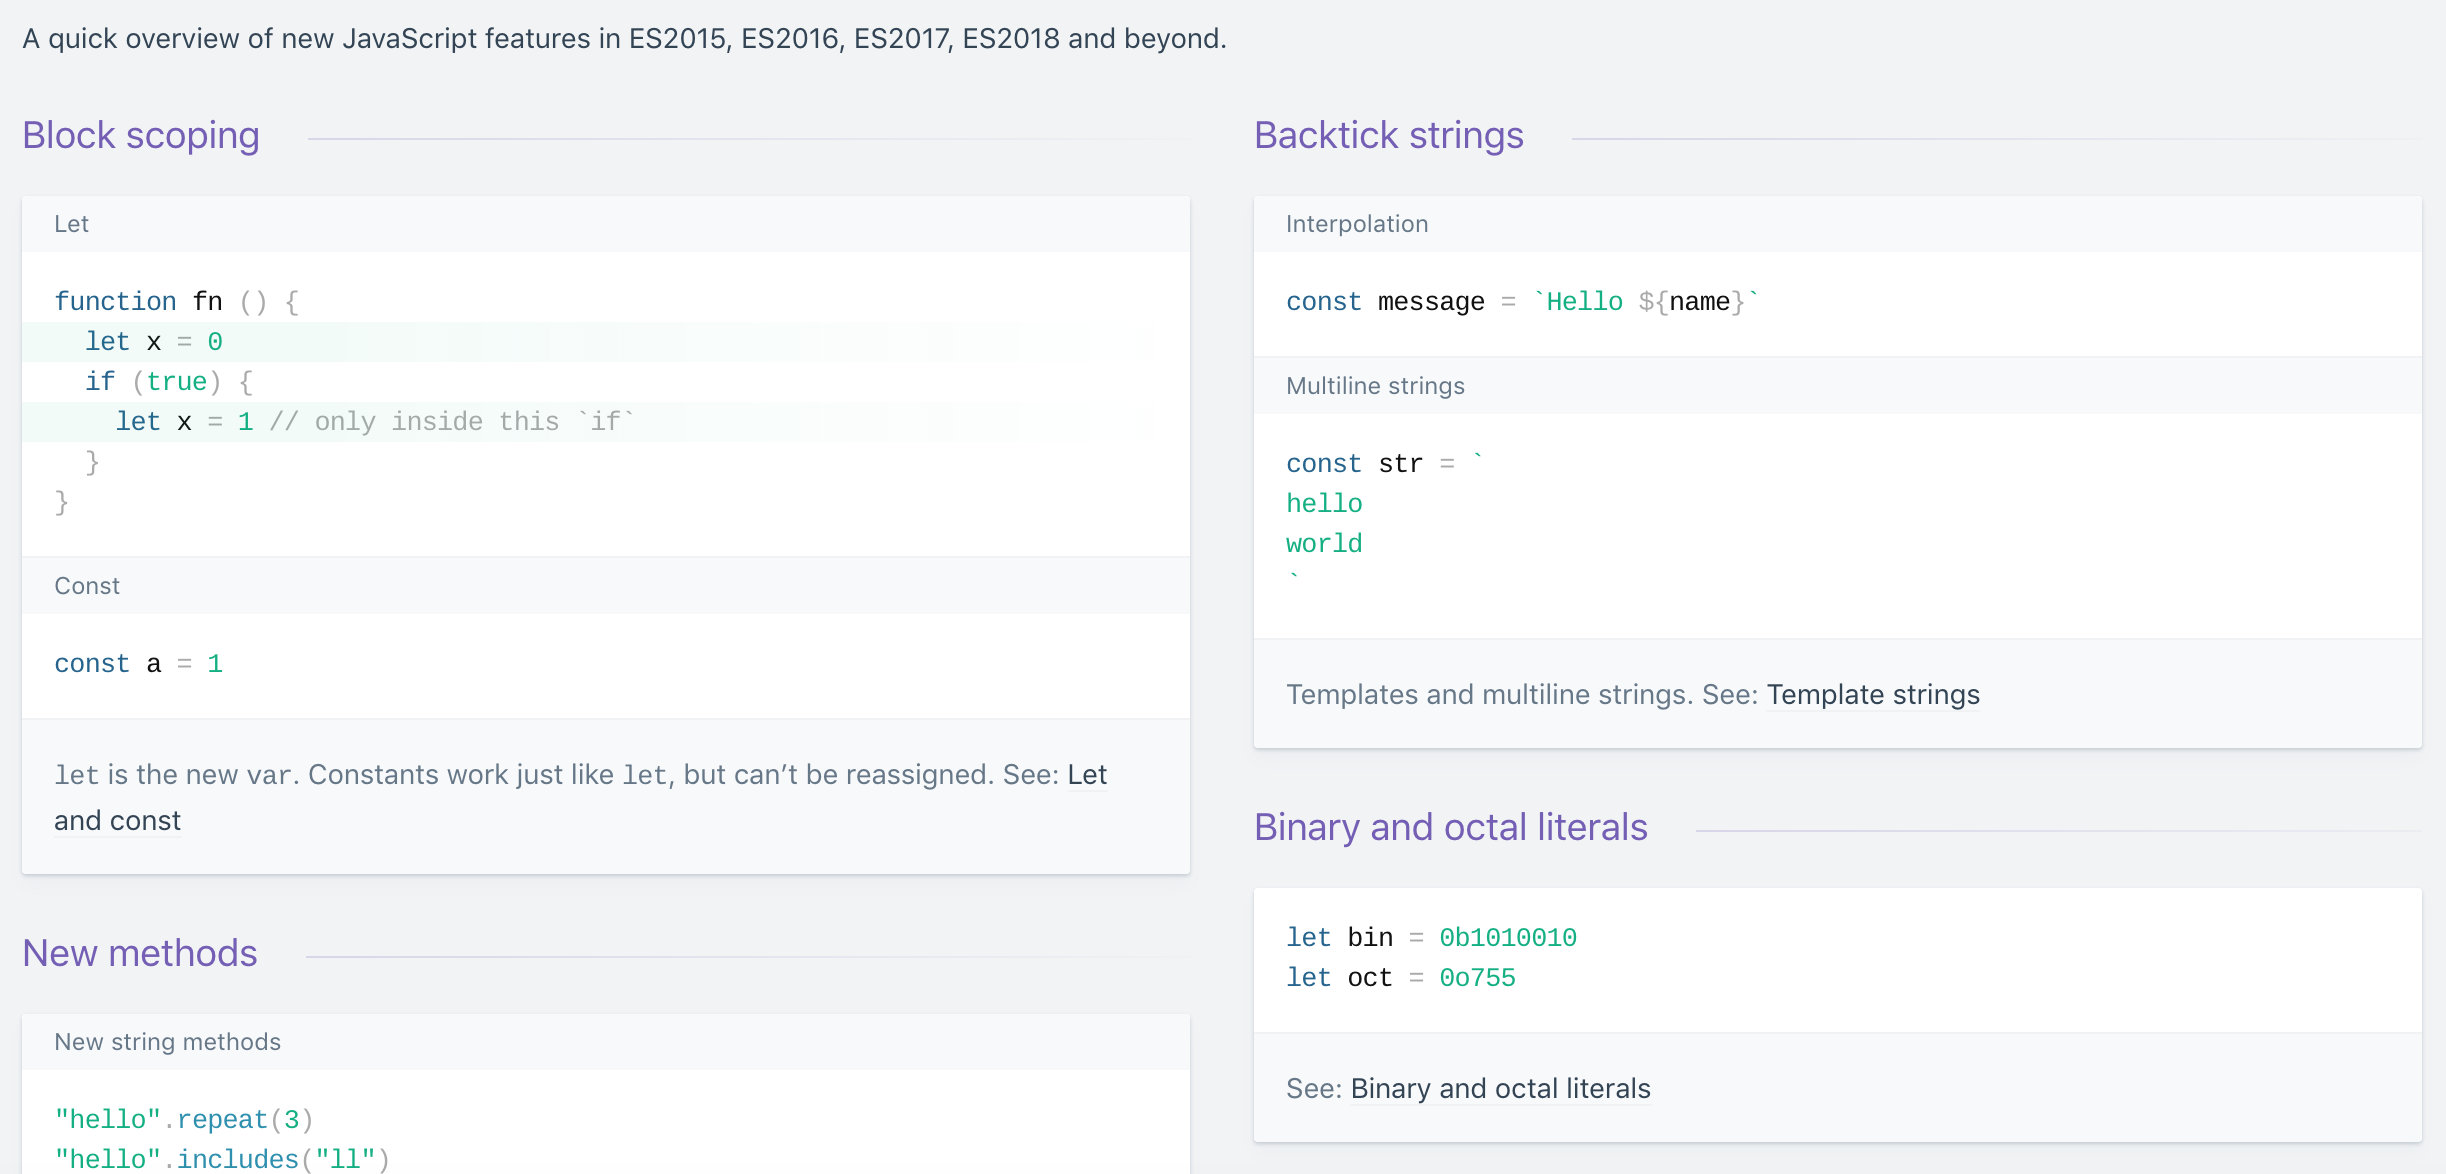 A quick overview of new JavaScript features in ES2015, ES2016, ES2017, ES2018 and beyond.
Block scoping
Let
function fn () {
  let x = 0
  if (true) {
    let x = 1 // only inside this `if`
  }
}
Const
const a = 1
let is the new var. Constants work just like let, but can’t be reassigned. See: Let
and const
New methods
New string methods
"hello".repeat(3)
"hello".includes("ll")
Backtick strings
Interpolation
const message = `Hello ${name}`
Multiline strings
const str = `
hello
world
`
Templates and multiline strings. See: Template strings
Binary and octal literals
let bin = 0b1010010
let oct = 0o755
See: Binary and octal literals